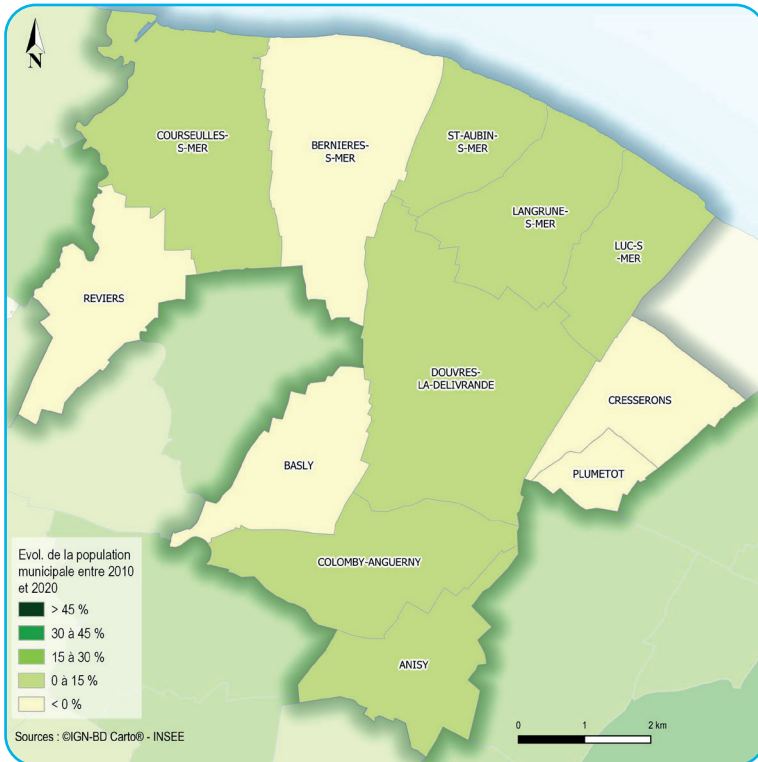 N
COURSEULLES-
S-MER
BERNIERES-
S-MER
ST-AUBIN-
S-MER
LANGRUNE-
S-MER
LUC-S
-MER
REVIERS
DOUVRES-
LA-DELIVRANDE
CRESSERONS
BASLY
PLUMETOT
COLOMBY-ANGUERNY
ANISY
Evol. de la population
municipale entre 2010
et 2020
> 45 %
30 à 45 %
15 à 30 %
0 à 15 %
< 0 %
0 1 2 km
Sources : ©IGN-BD Carto® - INSEE